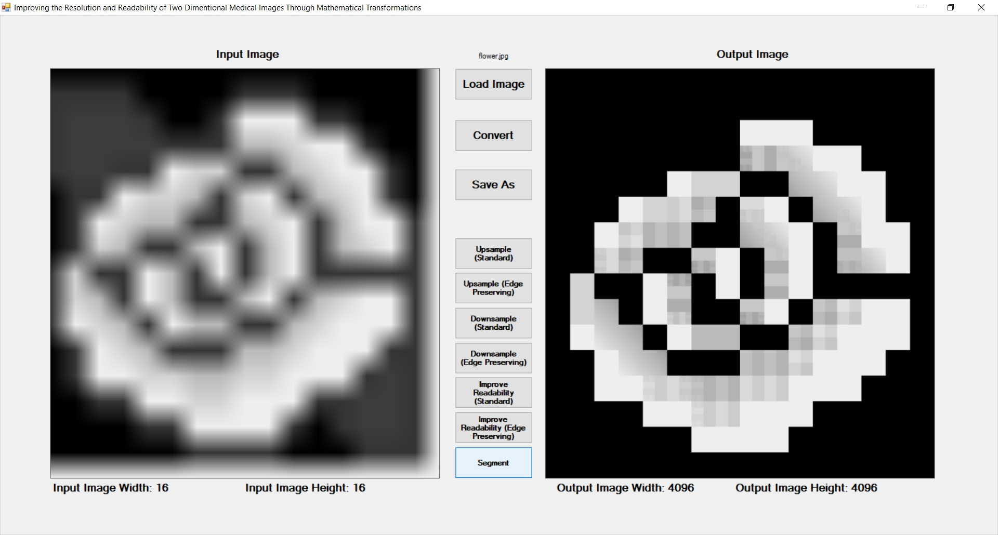 Improving the Resolution and Readability of Two Dimentional Medical Images Through Mathematical Transformations
Input Image
flower.jpg
Output Image
Load Image
Convert
Save As
Upsample
(Standard)
Upsample (Edge
Preserving)
Downsample
(Standard)
Downsample
(Edge Preserving)
Improve
Readability
(Standard)
Improve
Readability (Edge
Preserving)
Segment
Input Image Width: 16
Input Image Height: 16
Output Image Width: 4096
Output Image Height: 4096